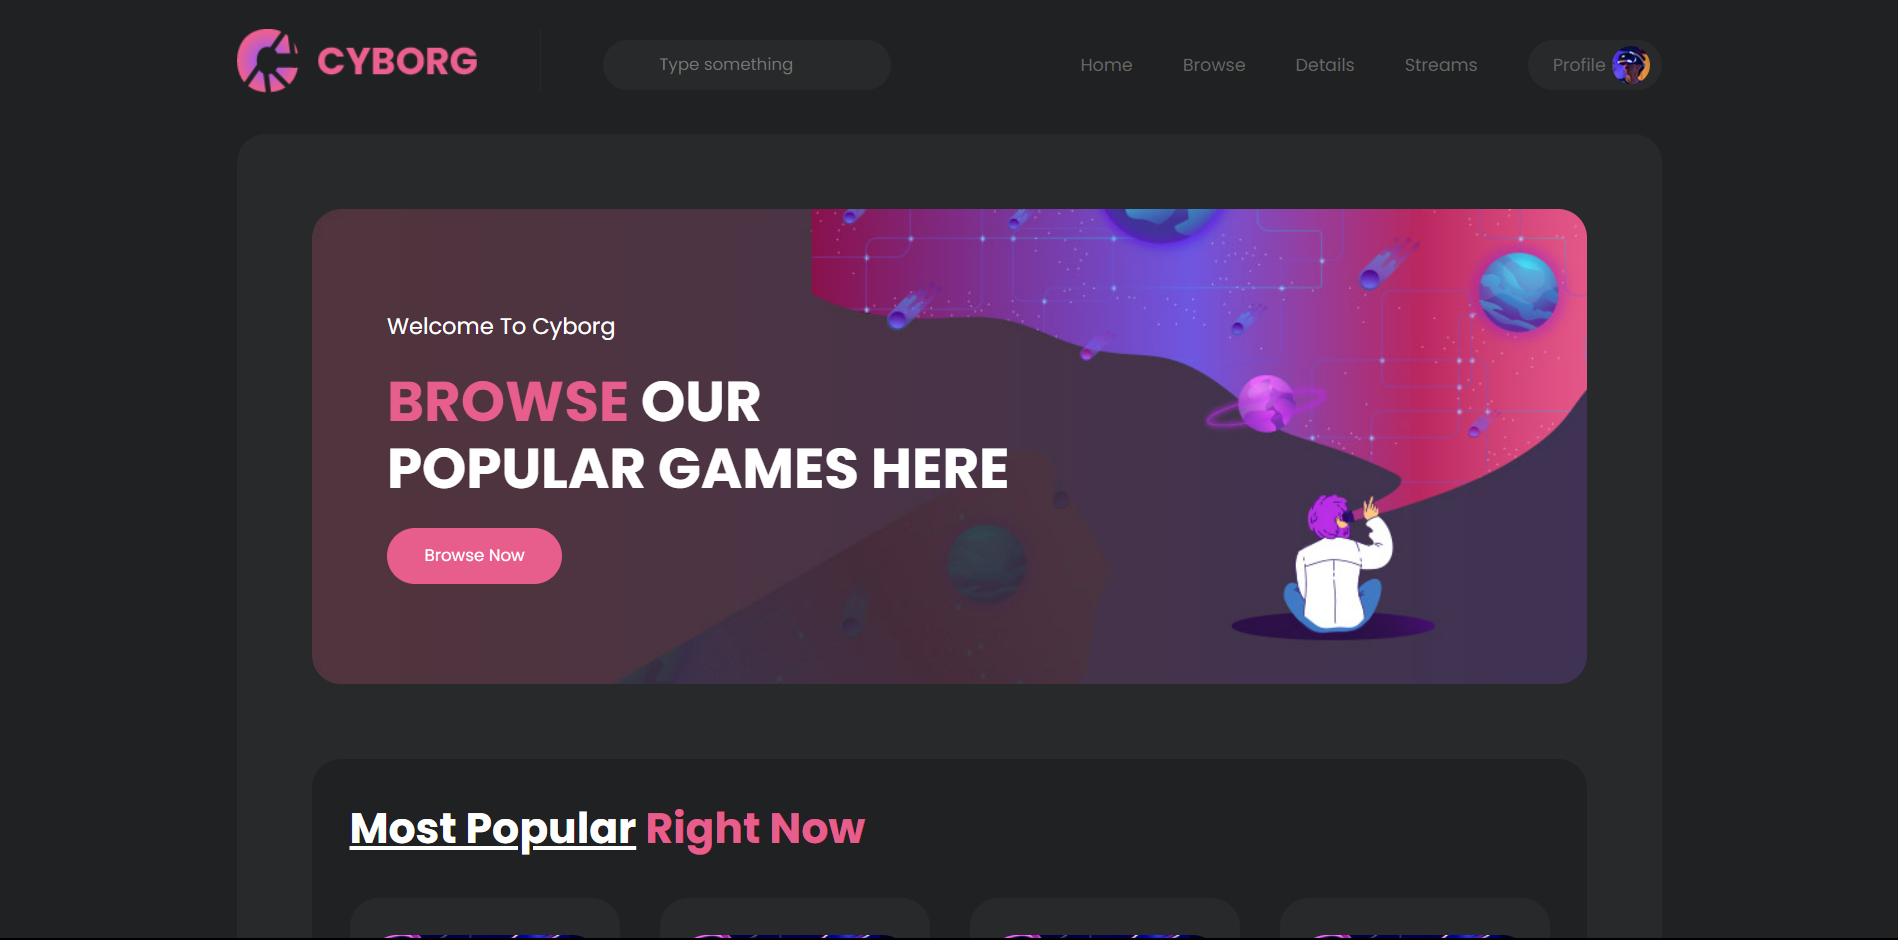 CYBORG
Type something
Home
Browse
Details
Streams
Profile
Welcome To Cyborg
BROWSE OUR
POPULAR GAMES HERE
Browse Now
Most Popular Right Now